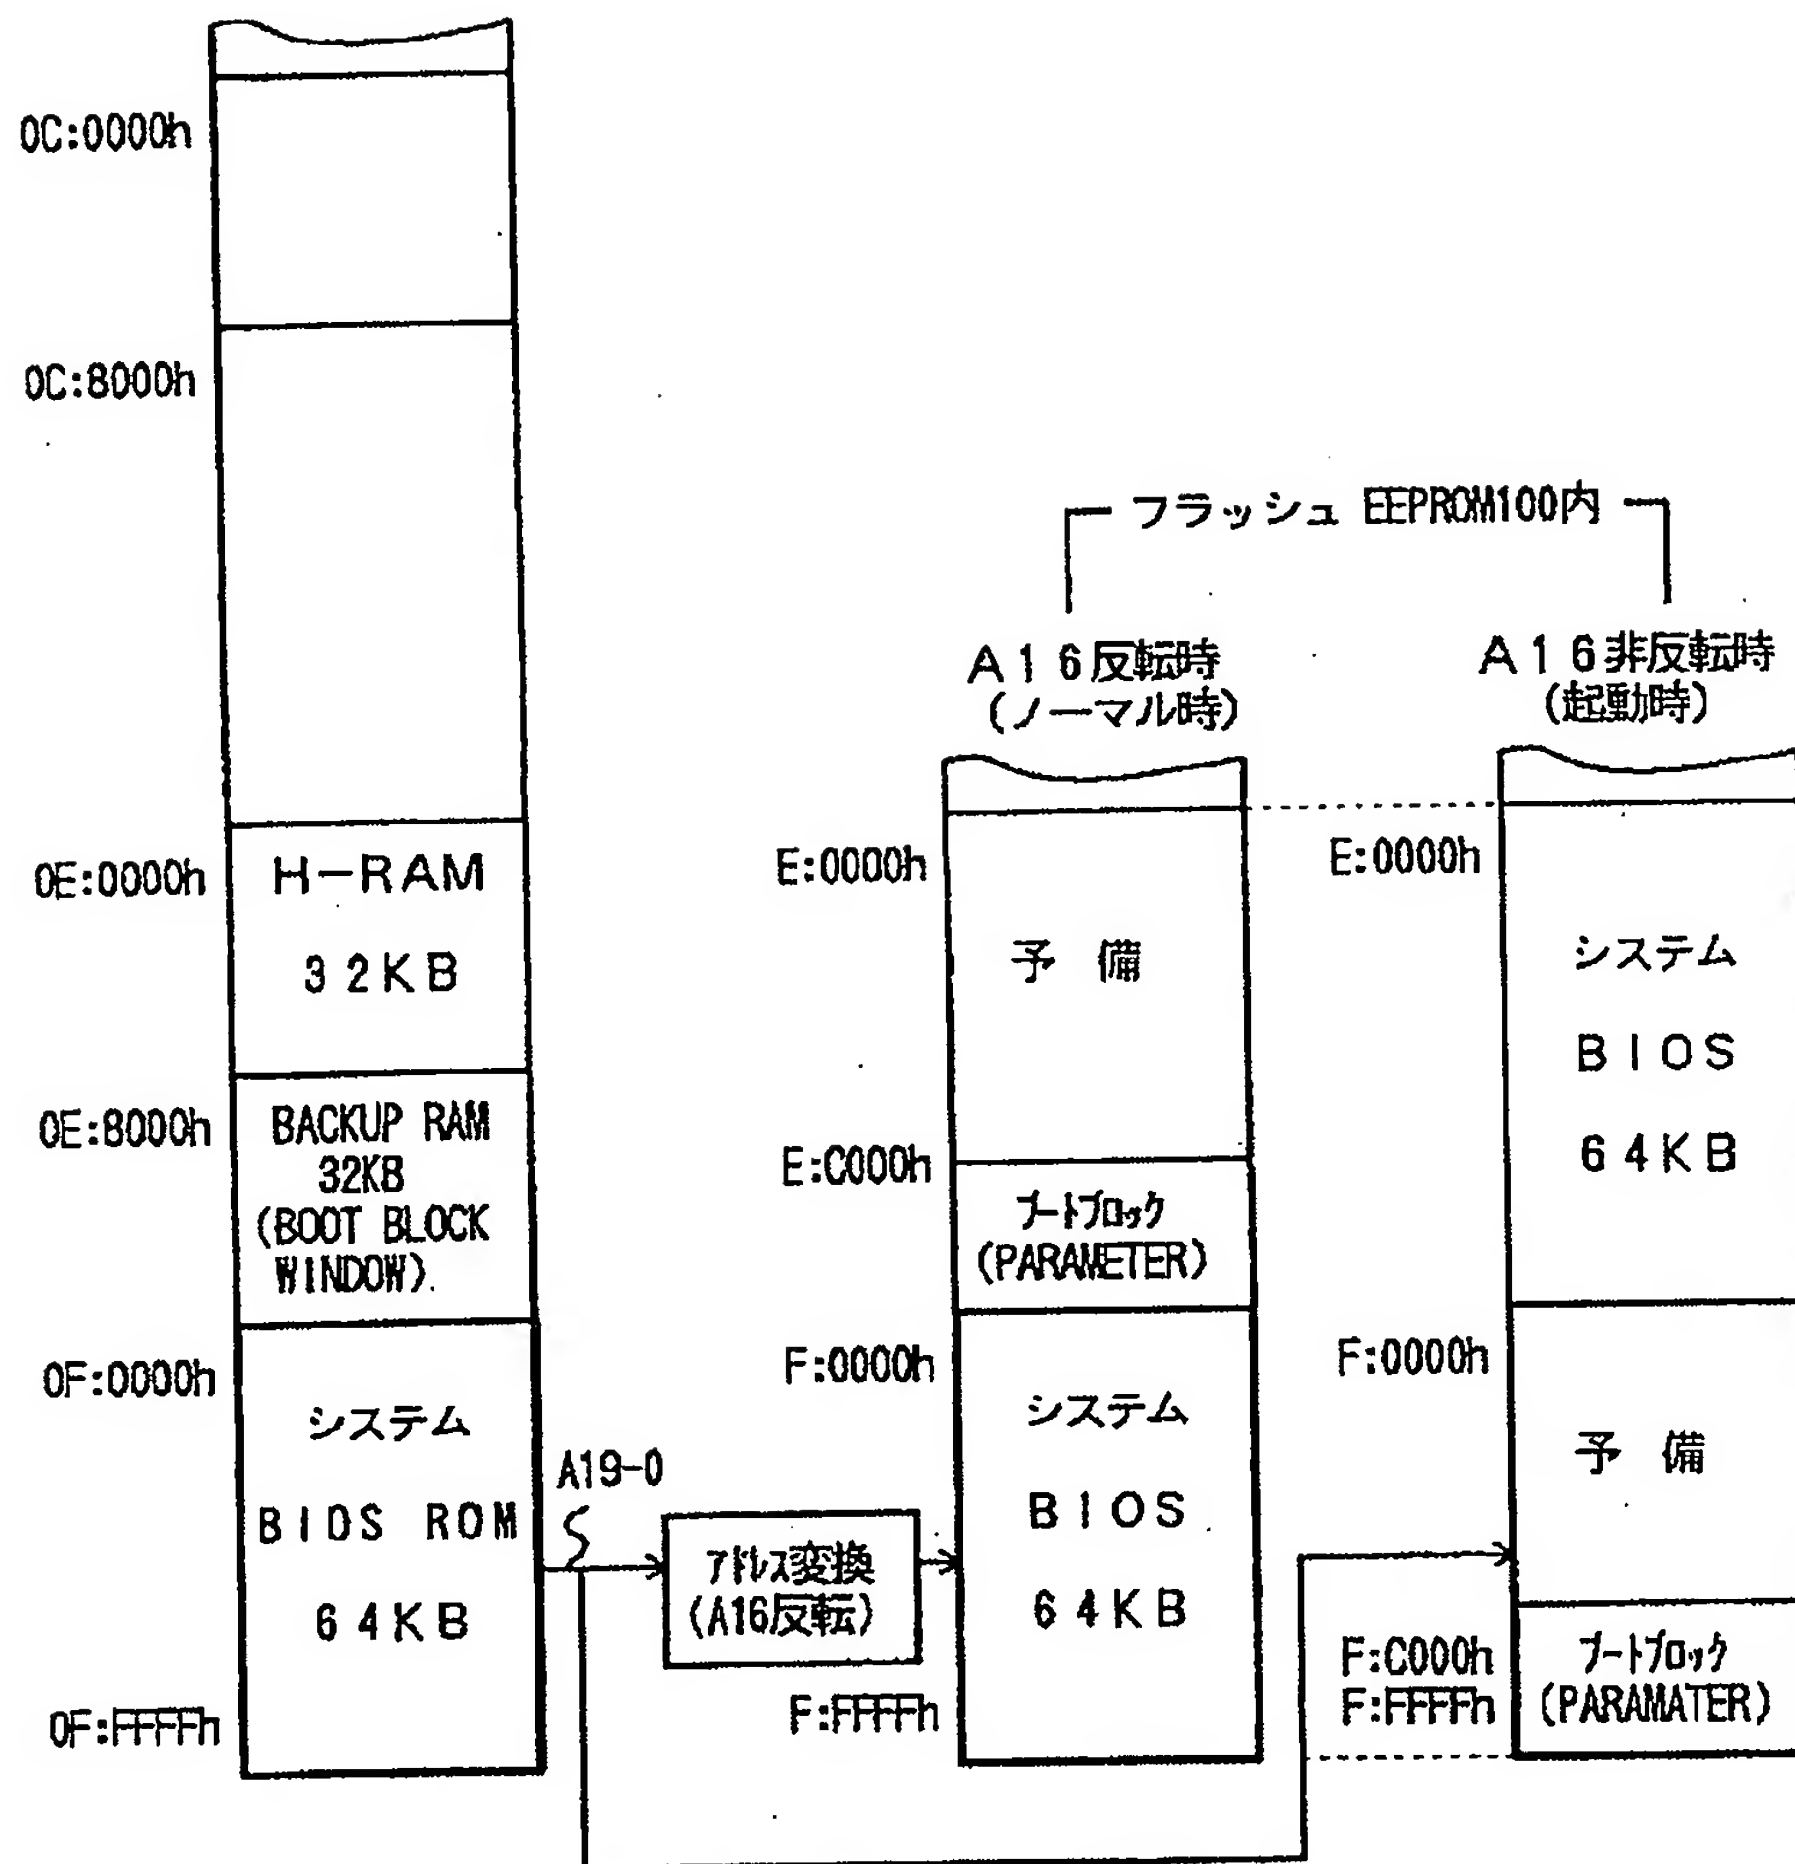 0C:0000h
0C:8000h
0E:0000h
H-RAM
32KB
0E:8000h
BACKUP RAM
32KB
(BOOT BLOCK
WINDOW)
0F:0000h
システム
BIOS ROM
64KB
0F:FFFFh
A19-0
アドレス変換
(A16反転)
フラッシュ EEPROM100内
A16反転時
(ノーマル時)
E:0000h
予 備
E:C000h
ブートブロック
(PARAMETER)
F:0000h
システム
BIOS
64KB
F:FFFFh
A16非反転時
(起動時)
E:0000h
システム
BIOS
64KB
F:0000h
予 備
F:C000h
F:FFFFh
ブートブロック
(PARAMATER)